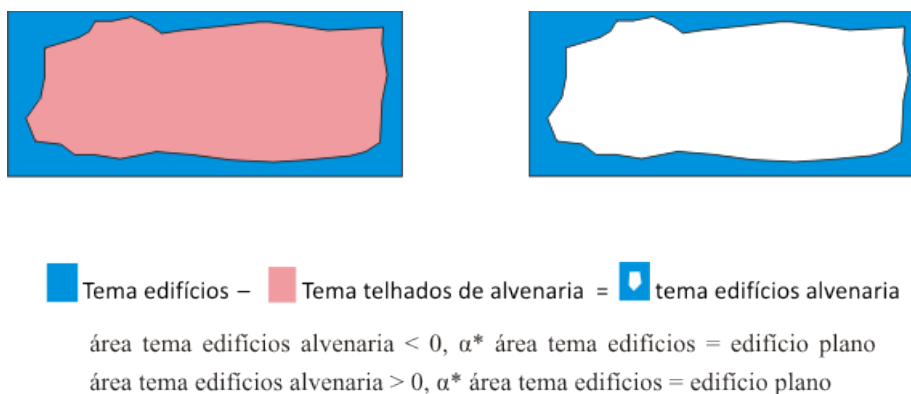 Tema edifícios – Tema telhados de alvenaria = tema edifícios alvenaria
área tema edifícios alvenaria < 0, α* área tema edifícios = edifício plano
área tema edifícios alvenaria > 0, α* área tema edifícios = edifício plano